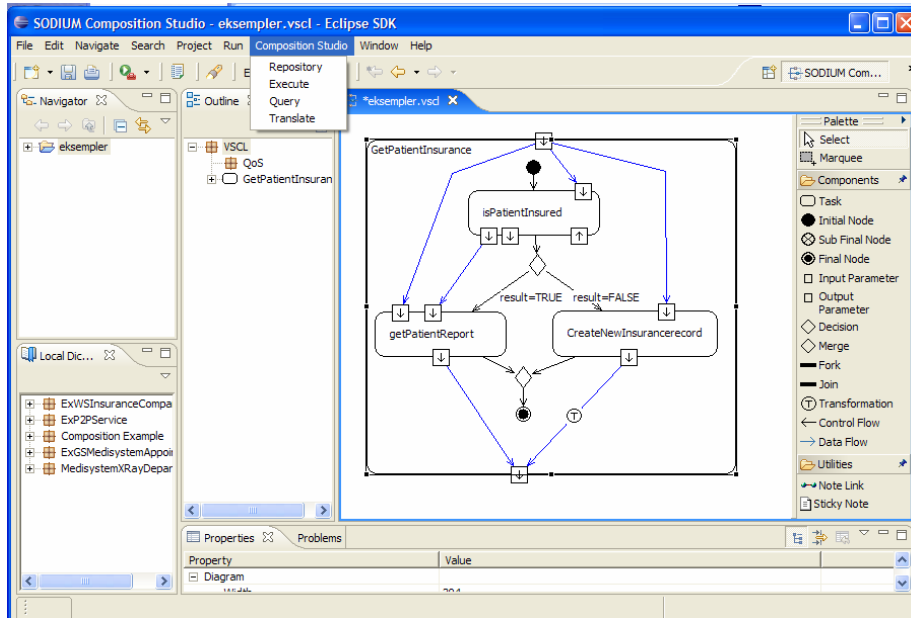 SODIUM Composition Studio - eksempler.vscl - Eclipse SDK
File Edit Navigate Search Project Run Composition Studio Window Help
Repository
Execute
Query
Translate
SODIUM Com...
Navigator
Outline
*eksempler.vscl
eksempler
VSCL
QoS
GetPatientInsuran
GetPatientInsurance
isPatientInsured
result=TRUE result=FALSE
getPatientReport
CreateNewInsurancerecord
T
Palette
Select
Marquee
Components
Task
Initial Node
Sub Final Node
Final Node
Input Parameter
Output
Parameter
Decision
Merge
Fork
Join
T Transformation
Control Flow
Data Flow
Utilities
Note Link
Sticky Note
Local Dic...
ExWSInsuranceCompa
ExP2PService
Composition Example
ExGSMedisystemAppoi
MedisystemXRayDepar
Properties Problems
Property Value
Diagram